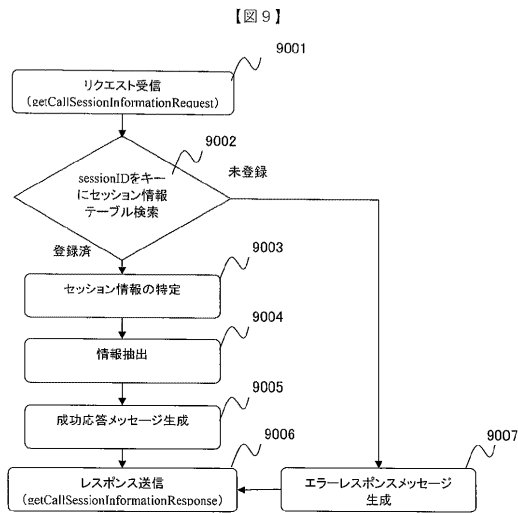 【図9】
9001
リクエスト受信
(getCallSessionInformationRequest)
9002
sessionIDをキー
にセッション情報
テーブル検索
未登録
登録済
9003
セッション情報の特定
9004
情報抽出
9005
成功応答メッセージ生成
9006
レスポンス送信
(getCallSessionInformationResponse)
9007
エラーレスポンスメッセージ
生成